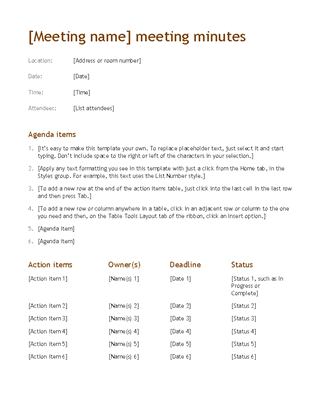 [Meeting name] meeting minutes
Location: [Address or room number]
Date: [Date]
Time: [Time]
Attendees: [List attendees]
Agenda items
1. [It's easy to make this template your own. To replace placeholder text, just select it and start
typing. Don't include space to the right or left of the characters in your selection.]
2. [Apply any text formatting you see in this template with just a click from the Home tab, in the
Styles group. For example, this text uses the List Number style.]
3. [To add a new row at the end of the action items table, just click into the last cell in the last row
and then press Tab.]
4. [To add a new row or column anywhere in a table, click in an adjacent row or column to the one
you need and then, on the Table Tools Layout tab of the ribbon, click an Insert option.]
5. [Agenda item]
6. [Agenda item]
Action items Owner(s) Deadline Status
[Action item 1] [Name(s) 1] [Date 1] [Status 1, such as In
Progress or
Complete]
[Action item 2] [Name(s) 2] [Date 2] [Status 2]
[Action item 3] [Name(s) 3] [Date 3] [Status 3]
[Action item 4] [Name(s) 4] [Date 4] [Status 4]
[Action item 5] [Name(s) 5] [Date 5] [Status 5]
[Action item 6] [Name(s) 6] [Date 6] [Status 6]